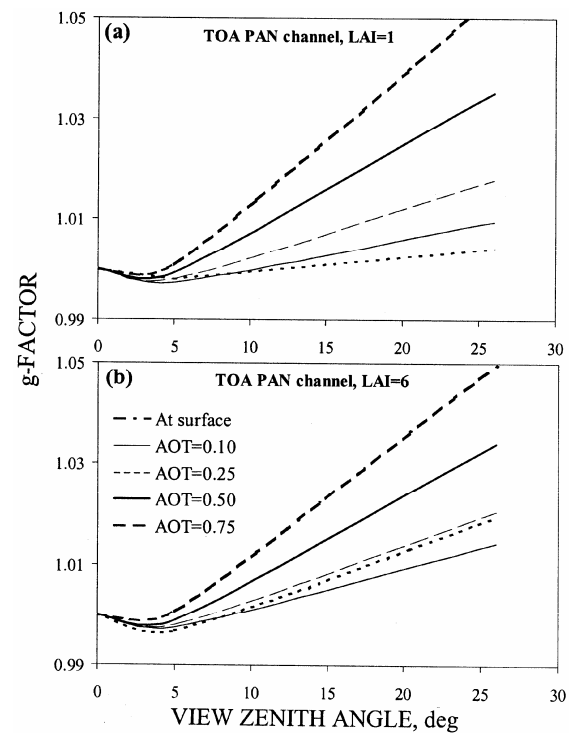 (a) TOA PAN channel, LAI=1
1.05
1.03
1.01
0.99
0 5 10 15 20 25 30
g-FACTOR
(b) TOA PAN channel, LAI=6
1.05
1.03
1.01
0.99
At surface
AOT=0.10
AOT=0.25
AOT=0.50
AOT=0.75
0 5 10 15 20 25 30
VIEW ZENITH ANGLE, deg